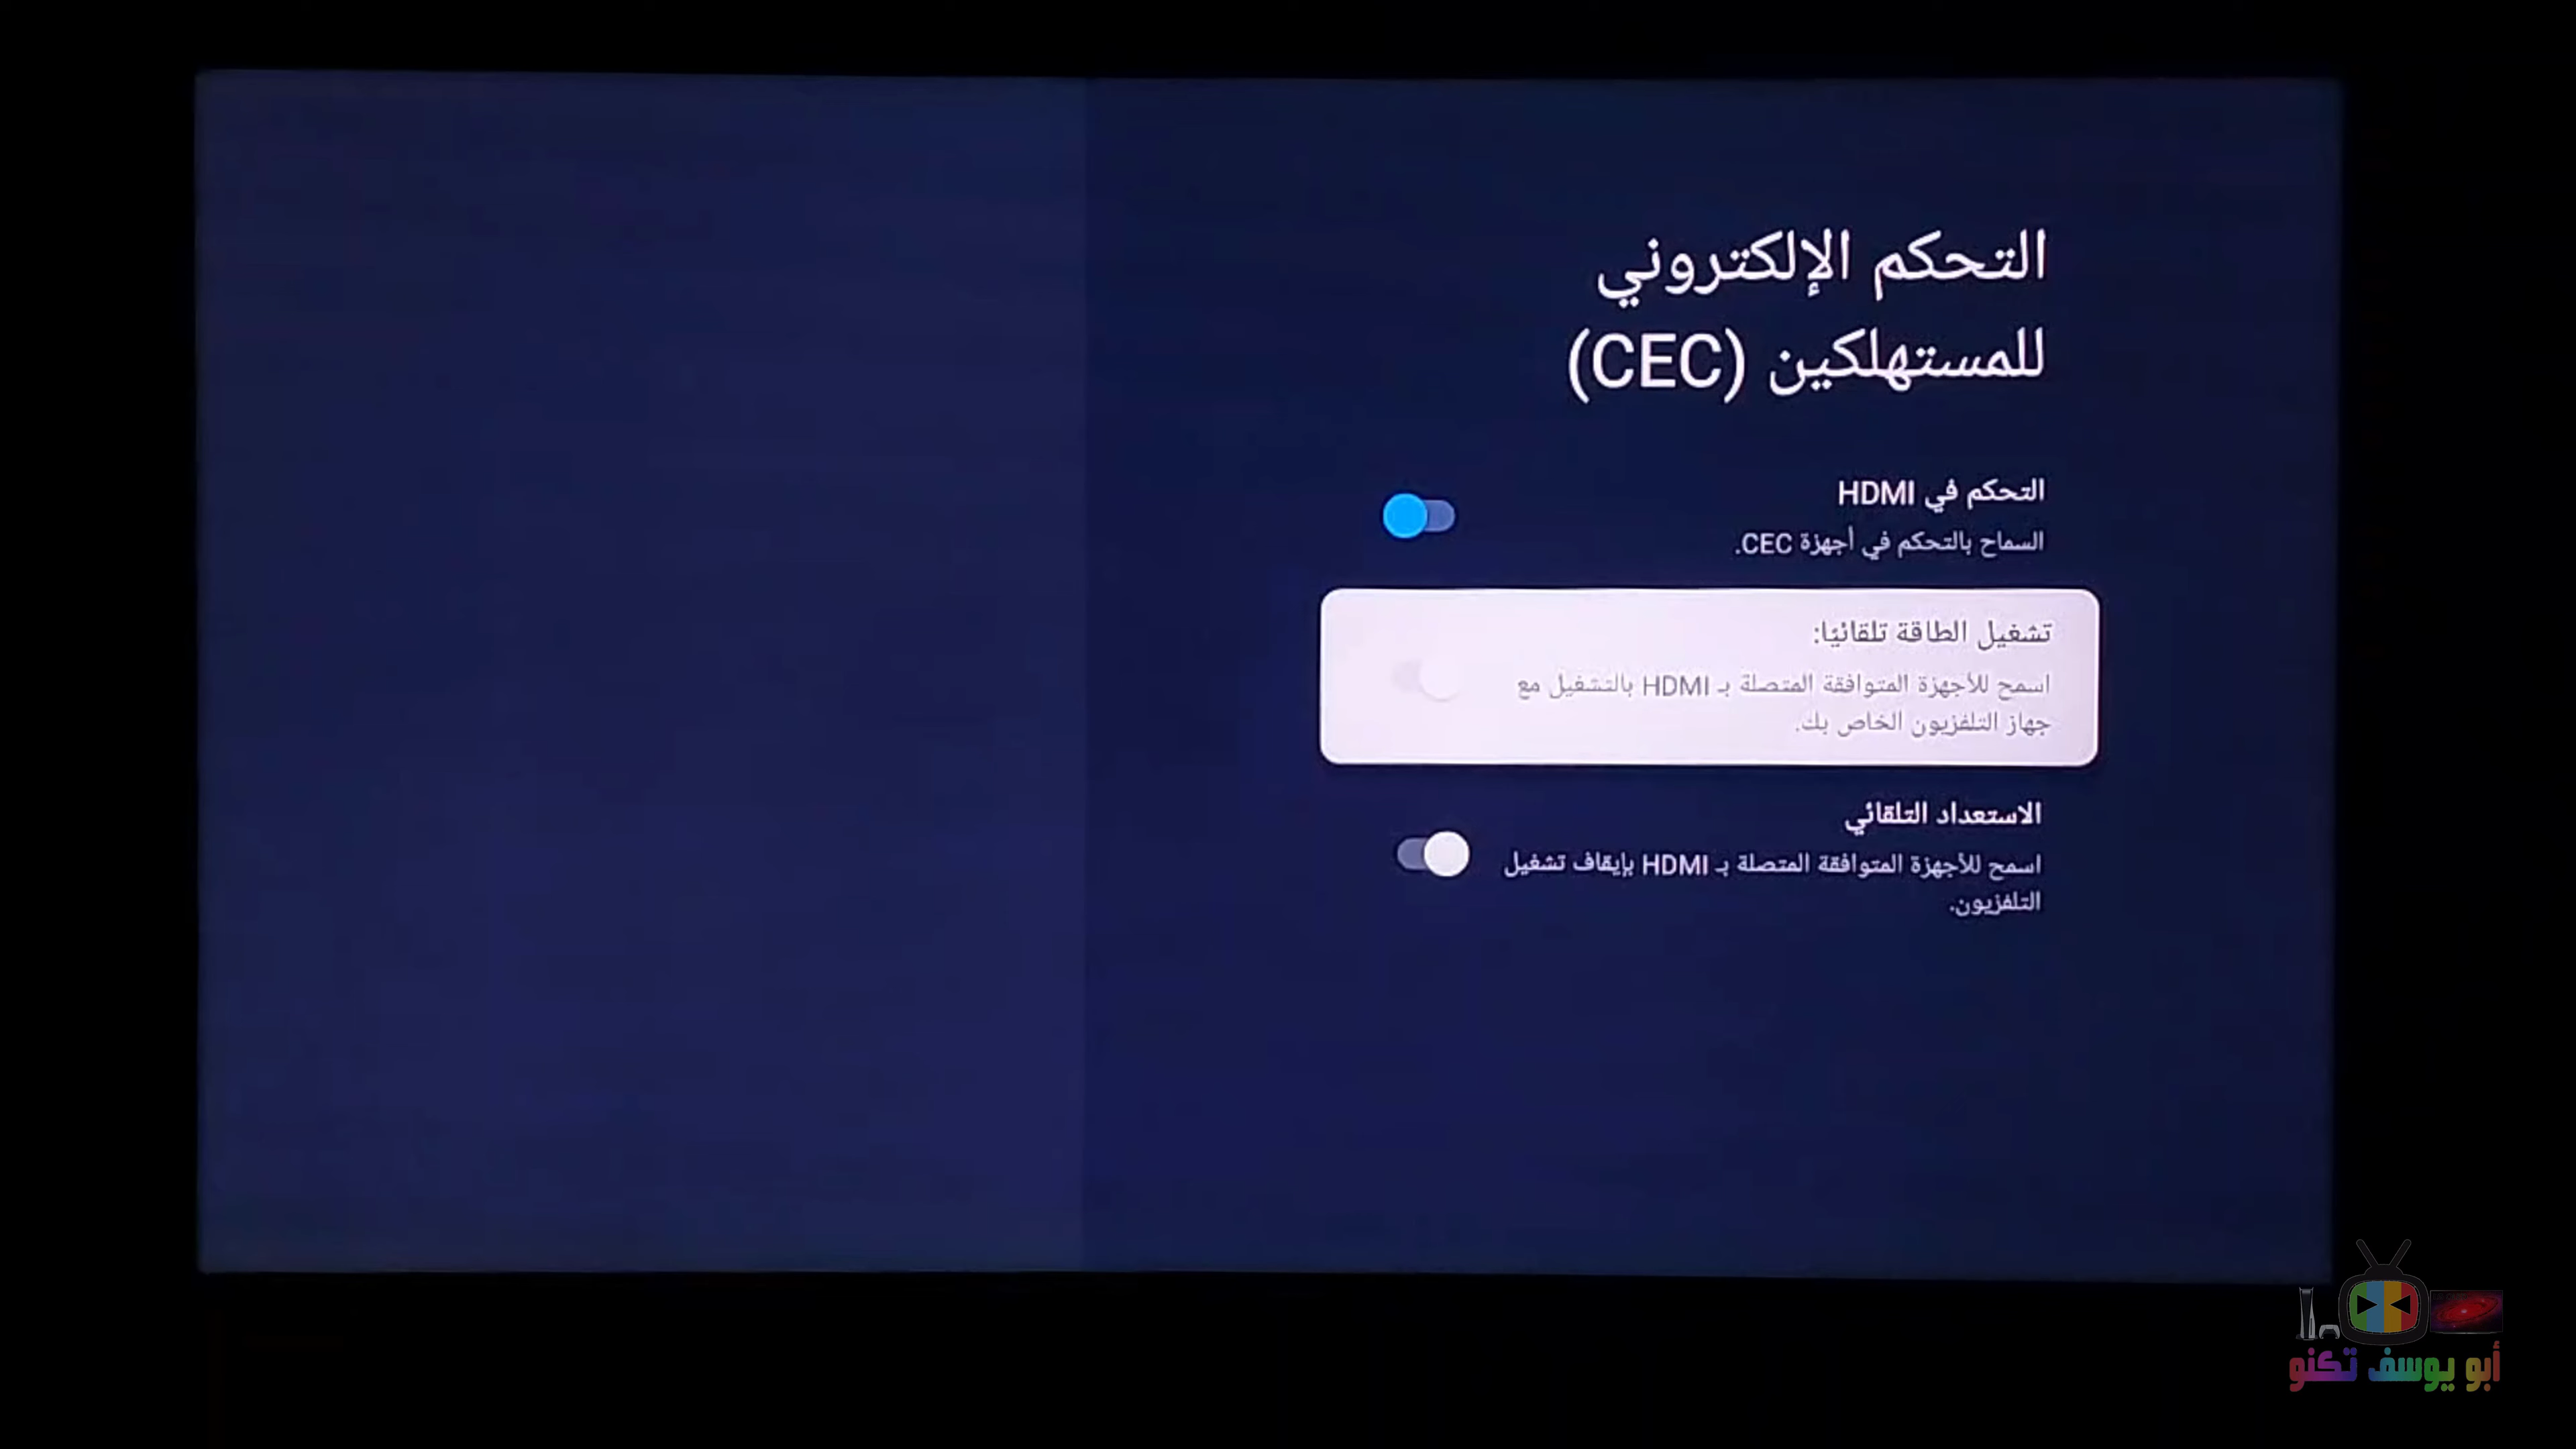 التحكم الإلكتروني
للمستهلكين (CEC)
التحكم في HDMI
السماح بالتحكم في أجهزة CEC.
تشغيل الطاقة تلقائيًا:
اسمح للأجهزة المتوافقة المتصلة بـ HDMI بالتشغيل مع
جهاز التلفزيون الخاص بك.
الاستعداد التلقائي
اسمح للأجهزة المتوافقة المتصلة بـ HDMI بإيقاف تشغيل
التلفزيون.
أبو يوسف تكنو